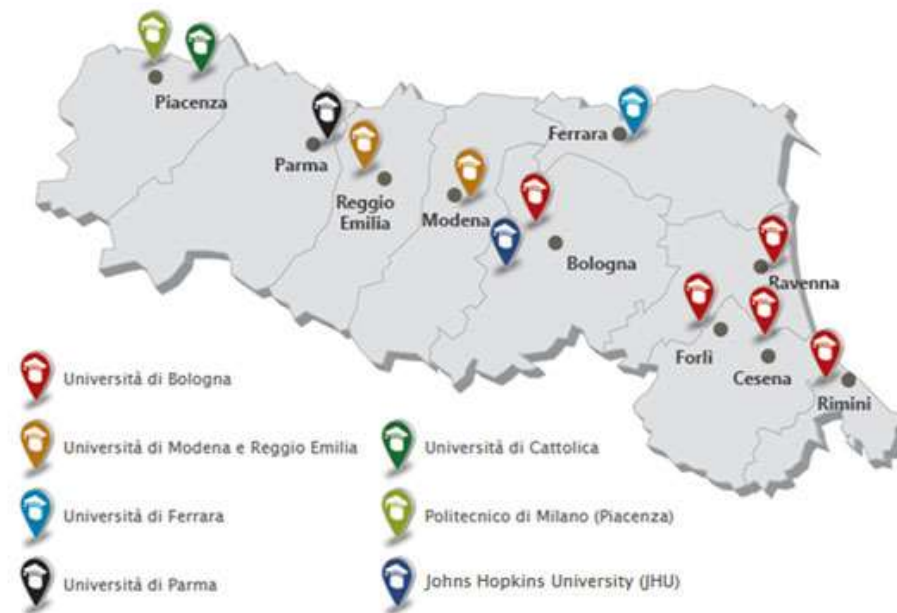 Piacenza
Parma
Reggio
Emilia
Modena
Ferrara
Bologna
Ravenna
Forlì
Cesena
Rimini
Università di Bologna
Università di Modena e Reggio Emilia
Università di Ferrara
Università di Parma
Università di Cattolica
Politecnico di Milano (Piacenza)
Johns Hopkins University (JHU)